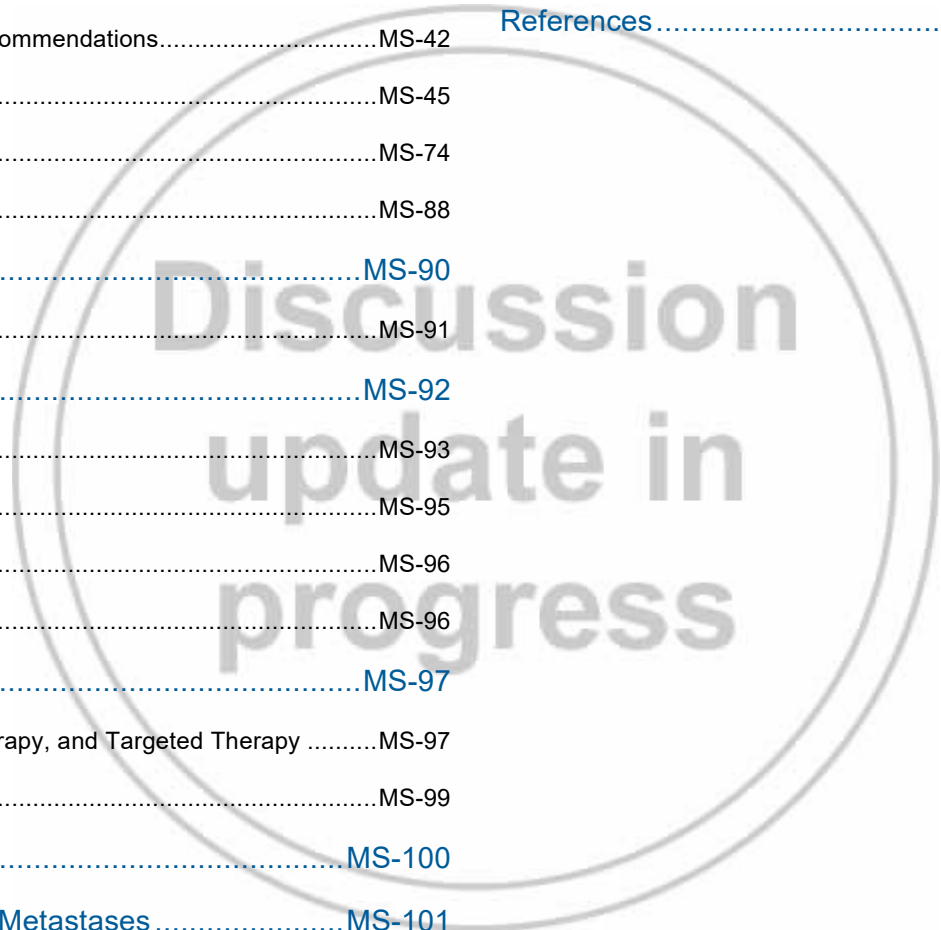 ommendations..............................MS-42
........................................................MS-45
........................................................MS-74
........................................................MS-88
........................................................MS-90
........................................................MS-91
........................................................MS-92
........................................................MS-93
........................................................MS-95
........................................................MS-96
........................................................MS-96
........................................................MS-97
rapy, and Targeted Therapy ..........MS-97
........................................................MS-99
........................................................MS-100
Metastases ......................MS-101
References .................................
Discussion
update in
progress